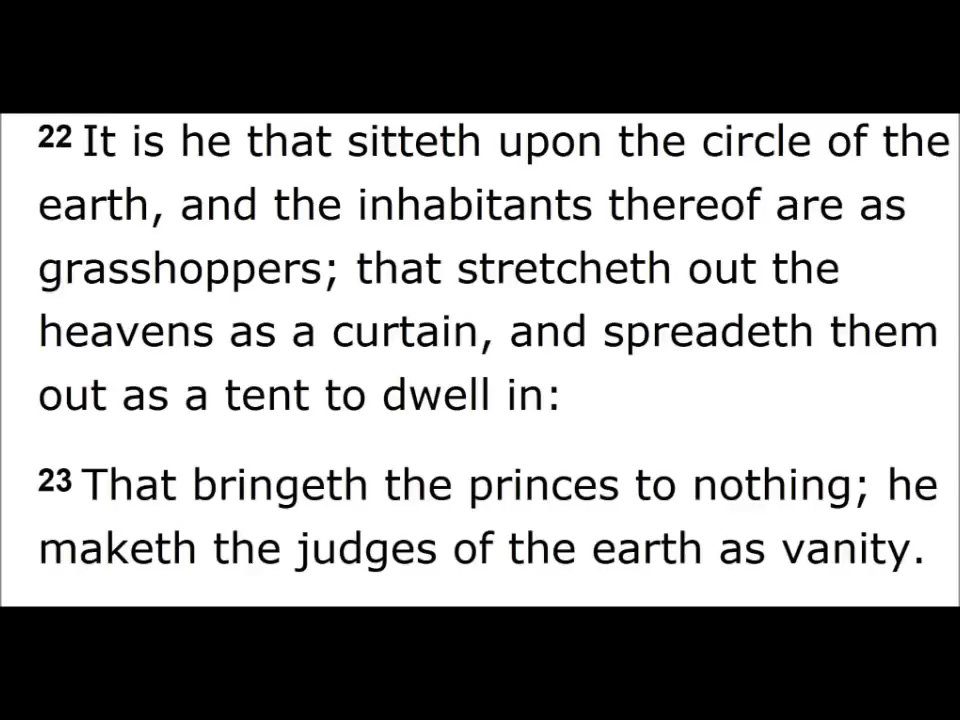 22 It is he that sitteth upon the circle of the
earth, and the inhabitants thereof are as
grasshoppers; that stretcheth out the
heavens as a curtain, and spreadeth them
out as a tent to dwell in:
23 That bringeth the princes to nothing; he
maketh the judges of the earth as vanity.